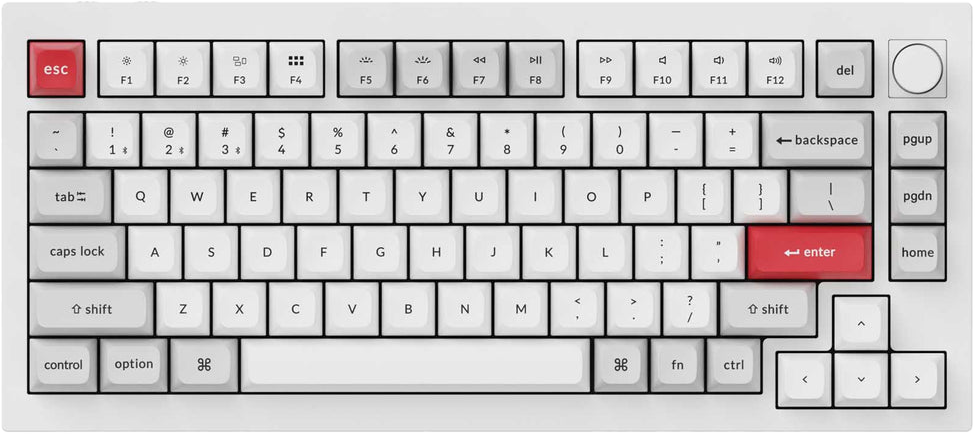 esc F1 F2 F3 F4 F5 F6 F7 F8 F9 F10 F11 F12 del
~ ! @ # $ % ^ & * ( ) — +
` 1 2 3 4 5 6 7 8 9 0 - = ← backspace pgup
tab Q W E R T Y U I O P { [ } ] | \ pgdn
caps lock A S D F G H J K L : ; " ' ↵ enter home
⇧ shift Z X C V B N M < , > . ? / ⇧ shift ^
control option ⌘ ⌘ fn ctrl < ⌄ >